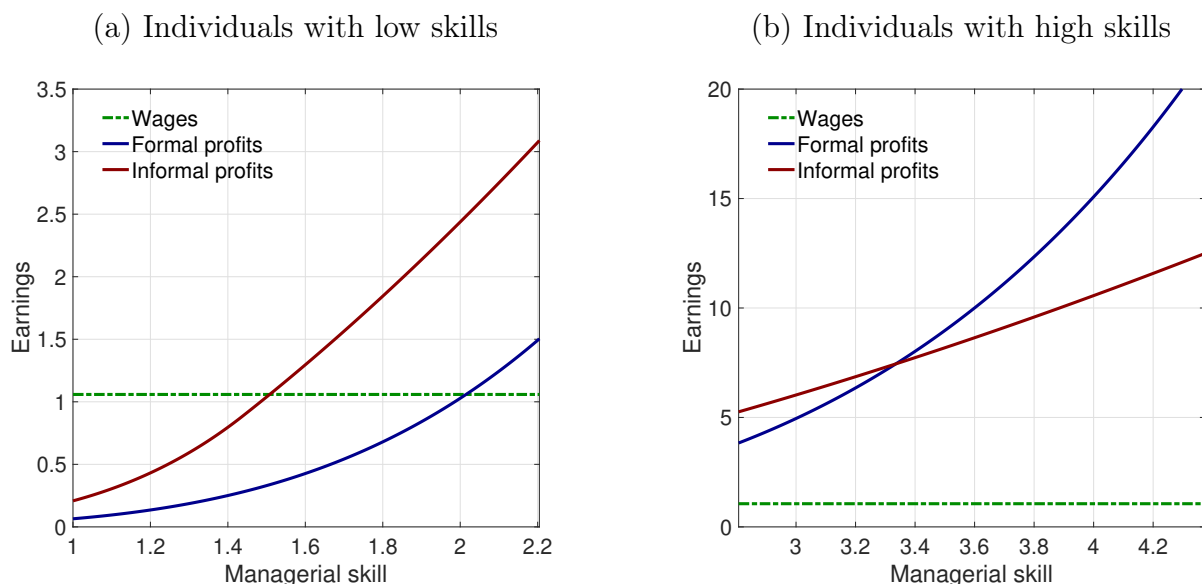 (a) Individuals with low skills
3.5
3
2.5
2
1.5
1
0.5
0
Earnings
Wages
Formal profits
Informal profits
1 1.2 1.4 1.6 1.8 2 2.2
Managerial skill
(b) Individuals with high skills
20
15
10
5
0
Earnings
Wages
Formal profits
Informal profits
3 3.2 3.4 3.6 3.8 4 4.2
Managerial skill